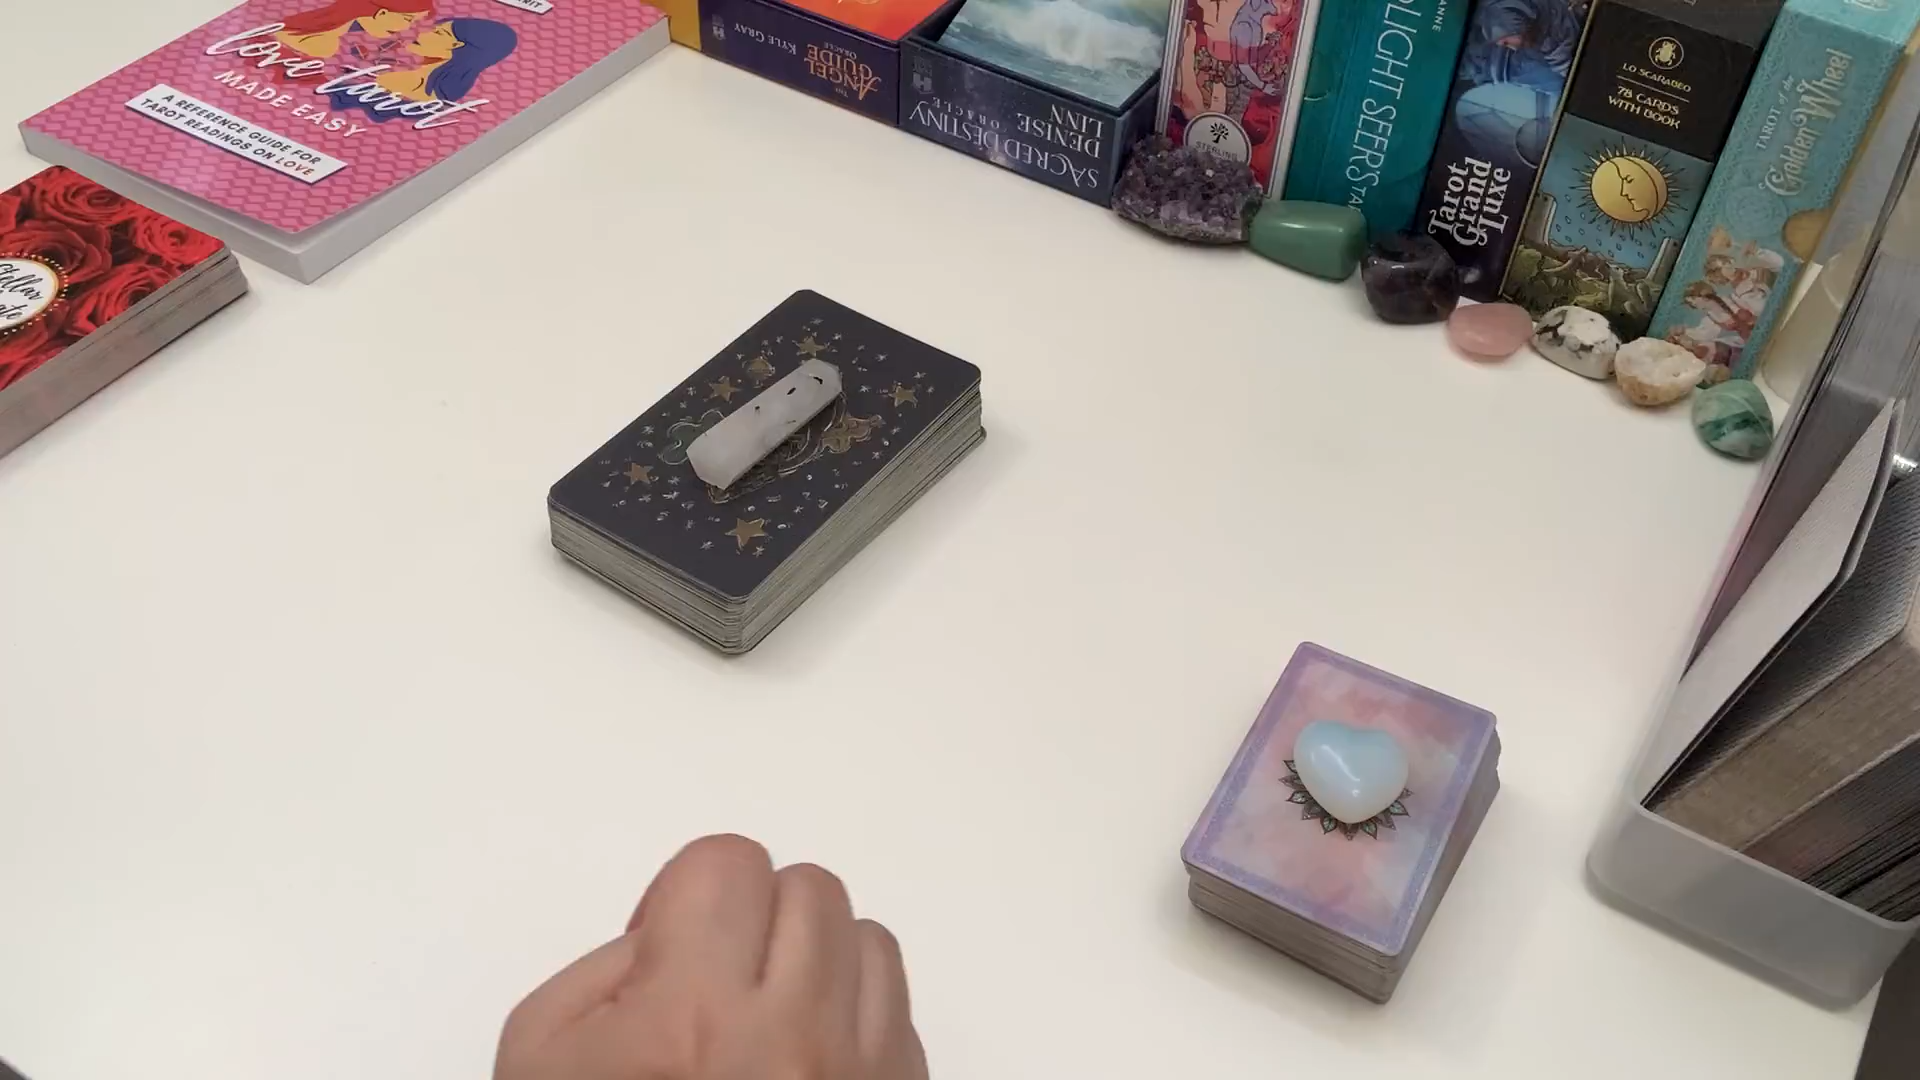 love tarot
MADE EASY
A REFERENCE GUIDE FOR
TAROT READINGS ON LOVE
Stellar
KYLE GRAY
THE
ANGEL
GUIDE
ORACLE
SACRED DESTINY
ORACLE
DENISE
LINN
STERLING
LIGHT SEER'S
ANNE
Tarot
Grand
Luxe
LO SCARABEO
78 CARDS
WITH BOOK
TAROT of the
Golden Wheel